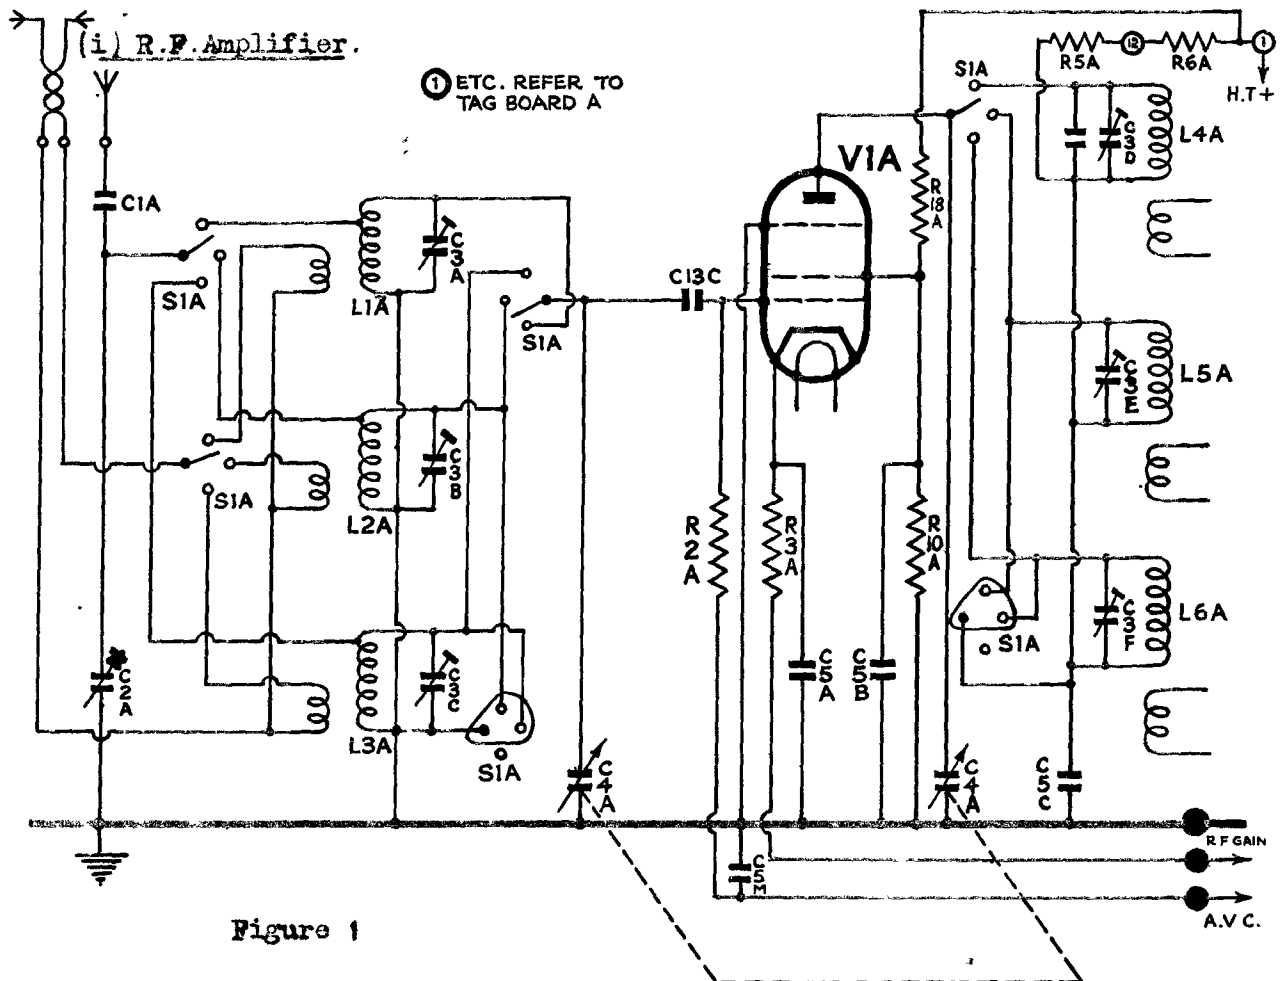 (i) R.F. Amplifier.
① ETC. REFER TO
TAG BOARD A
C1A
S1A
L1A
C3A
S1A
S1A
L2A
C3B
L3A
C3C
S1A
C2A
C4A
C13C
V1A
R18A
R2A
R3A
R10A
C5A
C5B
C5M
S1A
R5A
⑫
R6A
①
H.T+
C3D
L4A
C3E
L5A
C3F
L6A
S1A
C4A
C5C
RF GAIN
A.V.C.
Figure 1